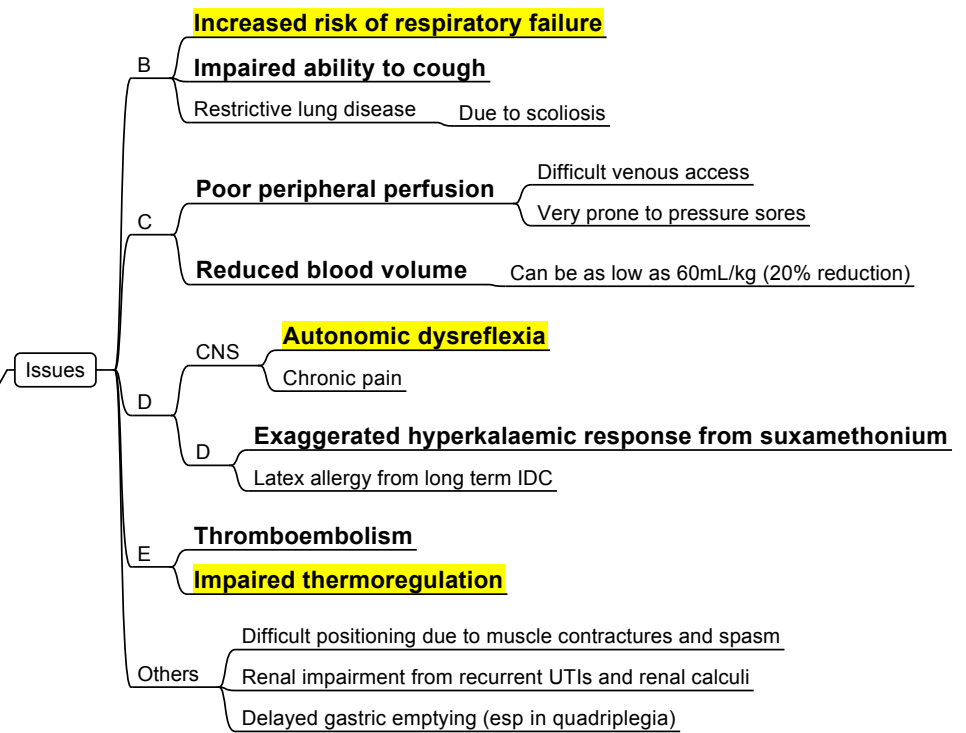 Issues
B
Increased risk of respiratory failure
Impaired ability to cough
Restrictive lung disease
Due to scoliosis
C
Poor peripheral perfusion
Difficult venous access
Very prone to pressure sores
Reduced blood volume
Can be as low as 60mL/kg (20% reduction)
D
CNS
Autonomic dysreflexia
Chronic pain
D
Exaggerated hyperkalaemic response from suxamethonium
Latex allergy from long term IDC
E
Thromboembolism
Impaired thermoregulation
Others
Difficult positioning due to muscle contractures and spasm
Renal impairment from recurrent UTIs and renal calculi
Delayed gastric emptying (esp in quadriplegia)